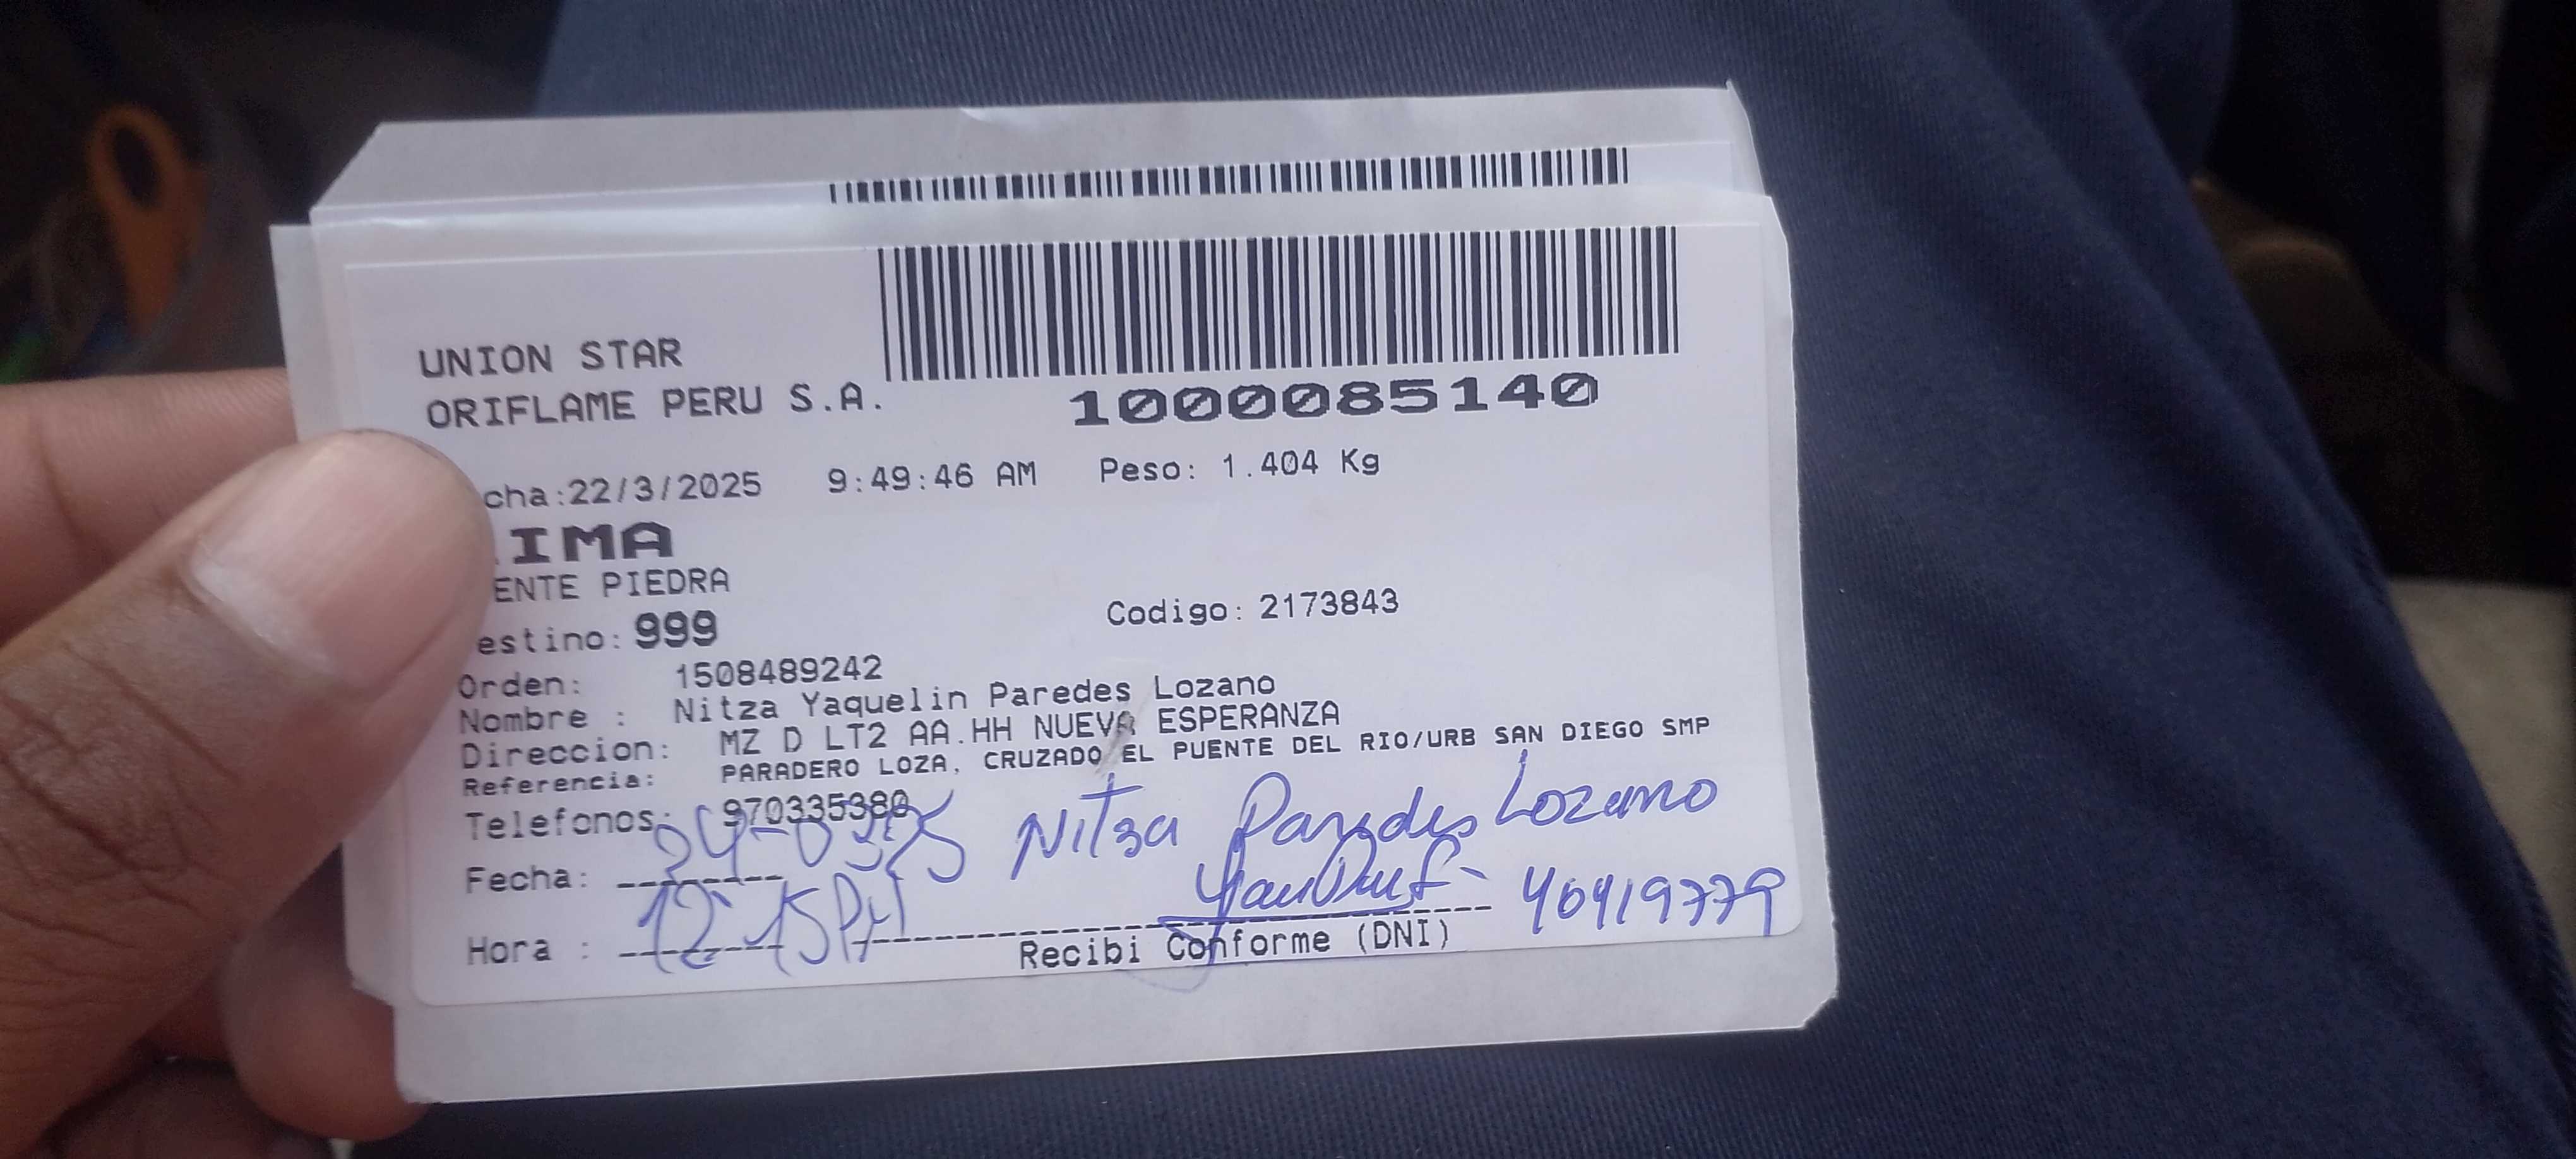 UNION STAR
ORIFLAME PERU S.A.
1000085140
cha:22/3/2025 9:49:46 AM Peso: 1.404 Kg
IMA
ENTE PIEDRA
estino: 999 Codigo: 2173843
Orden: 1508489242
Nombre : Nitza Yaquelin Paredes Lozano
Direccion: MZ D LT2 AA.HH NUEVA ESPERANZA
Referencia: PARADERO LOZA, CRUZADO EL PUENTE DEL RIO/URB SAN DIEGO SMP
Telefonos: 970335380
Nitza Paredes Lozano
Fecha:
40419779
Hora : 12:15PM
Recibi Conforme (DNI)